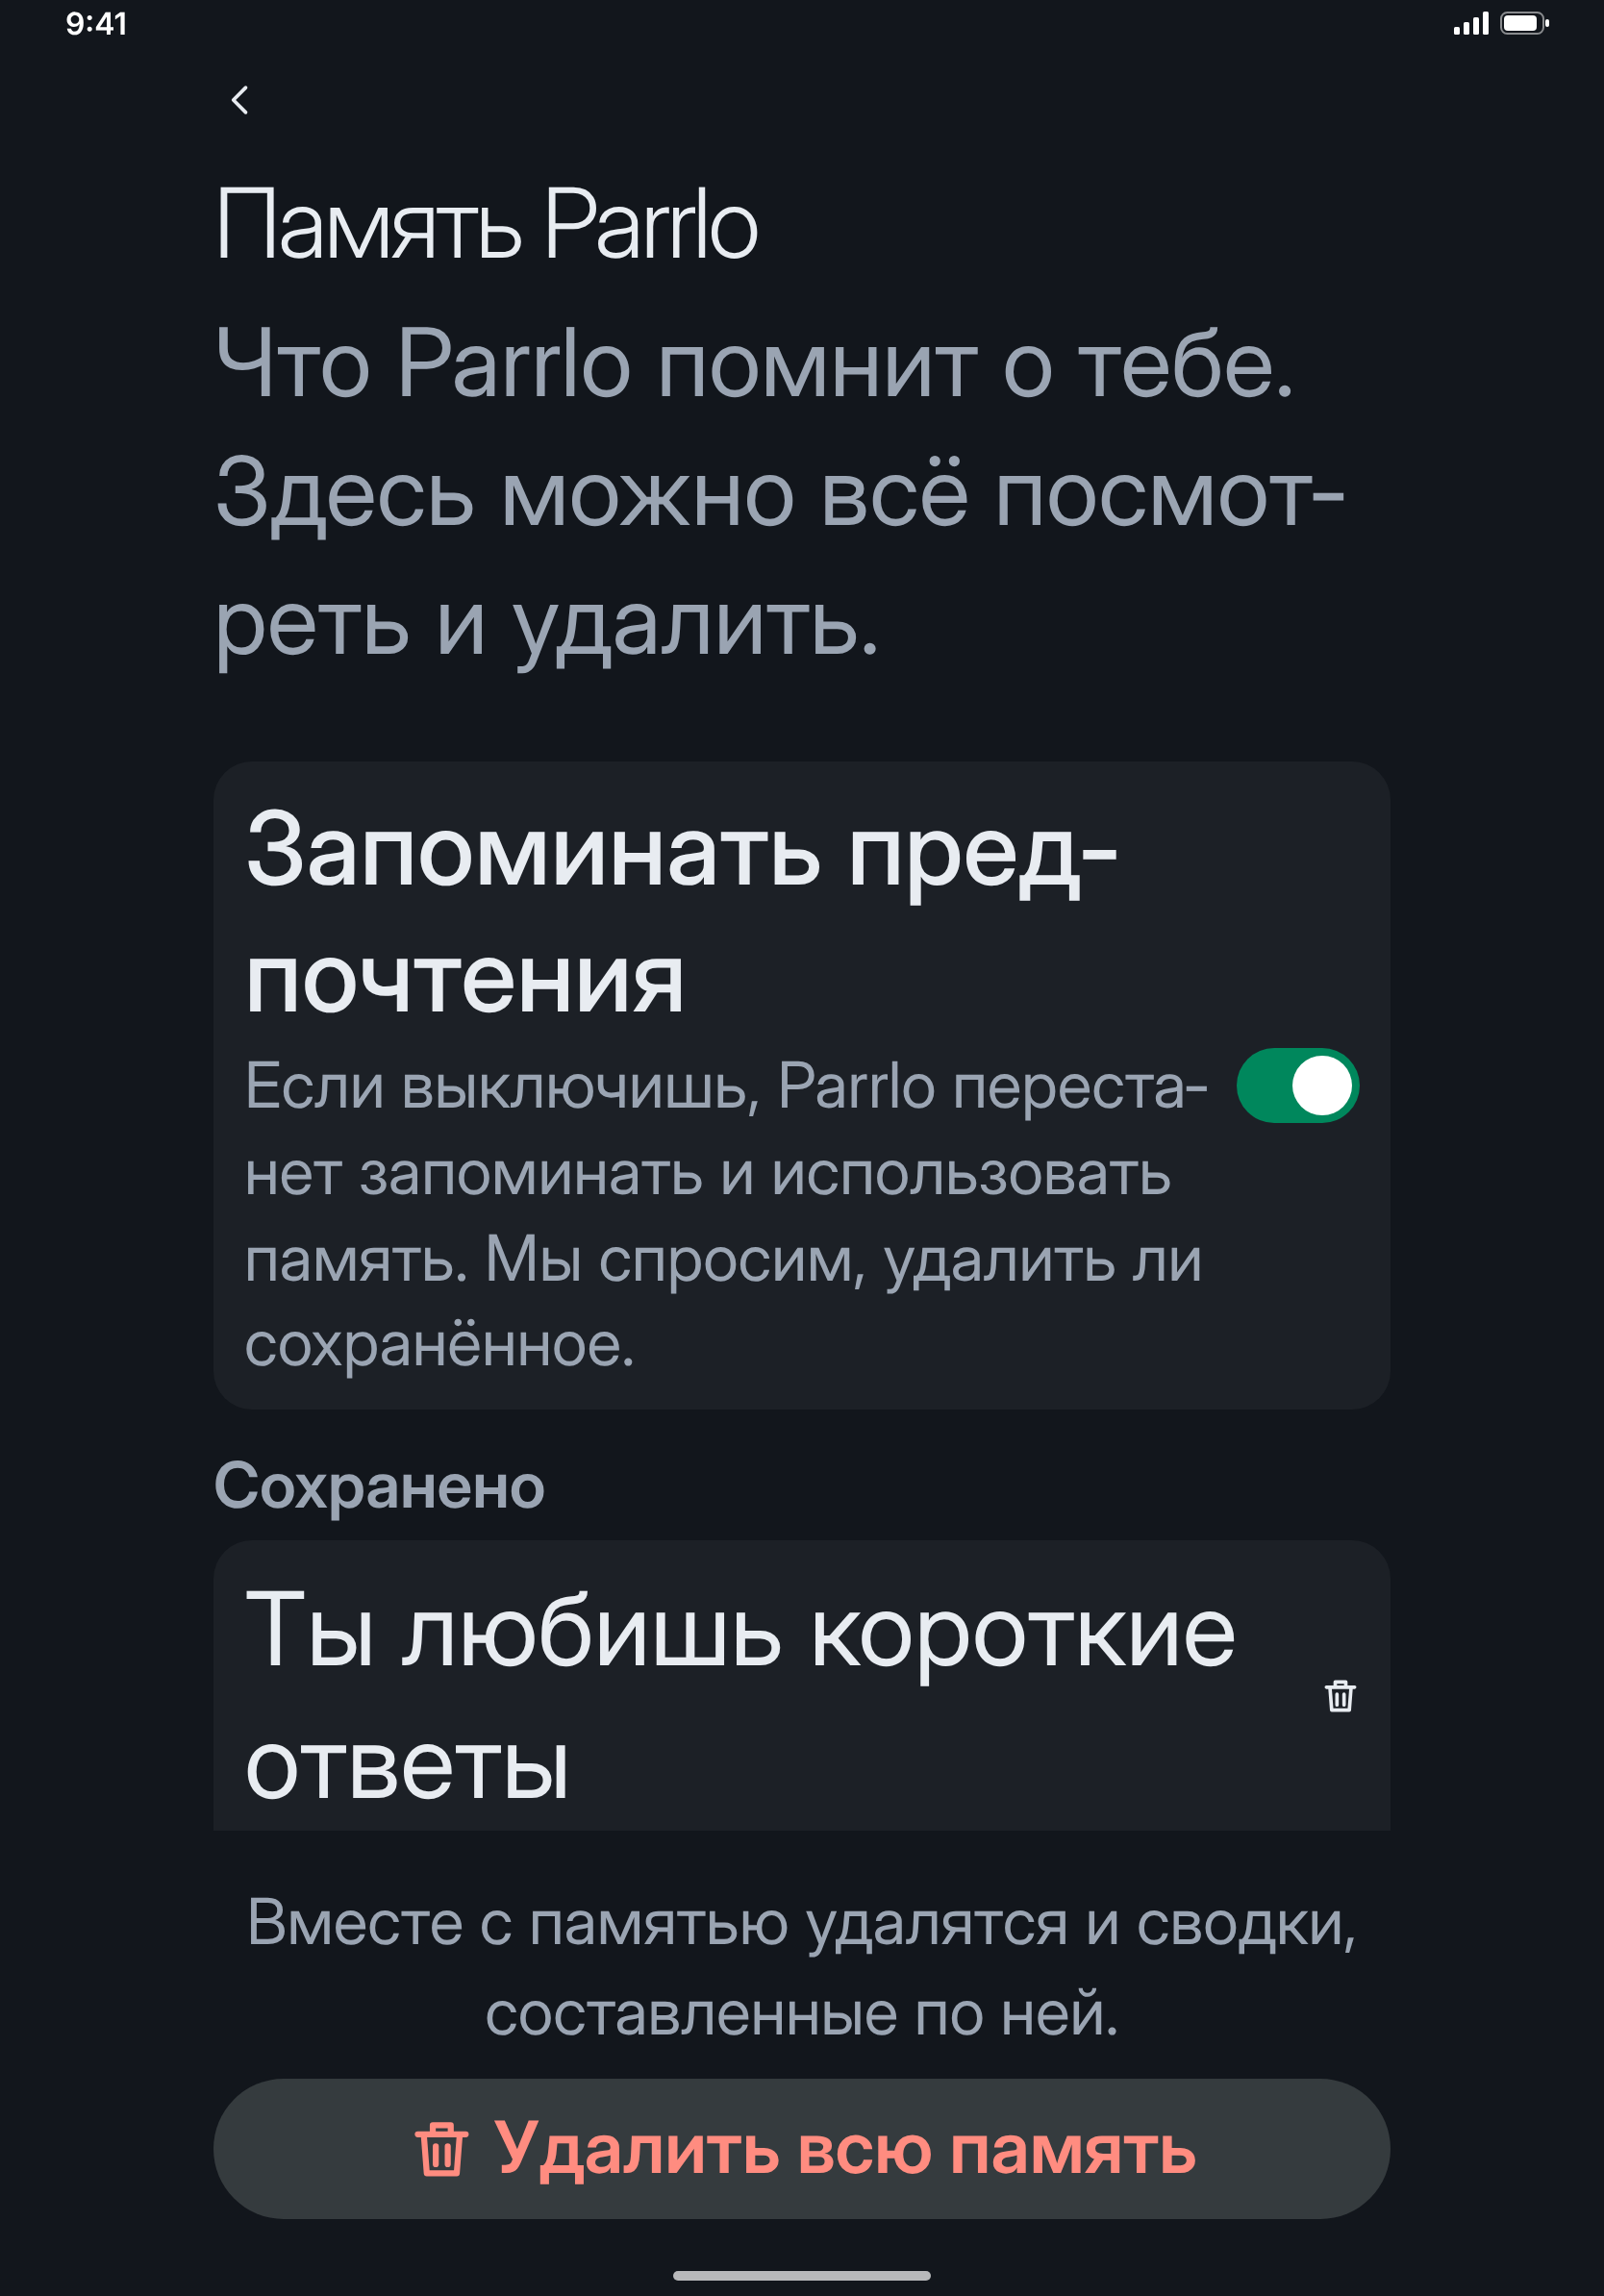 9:41
Память Parrlo
Что Parrlo помнит о тебе.
Здесь можно всё посмот-
реть и удалить.
Запоминать пред-
почтения
Если выключишь, Parrlo переста-
нет запоминать и использовать
память. Мы спросим, удалить ли
сохранённое.
Сохранено
Ты любишь короткие
ответы
Вместе с памятью удалятся и сводки,
составленные по ней.
Удалить всю память